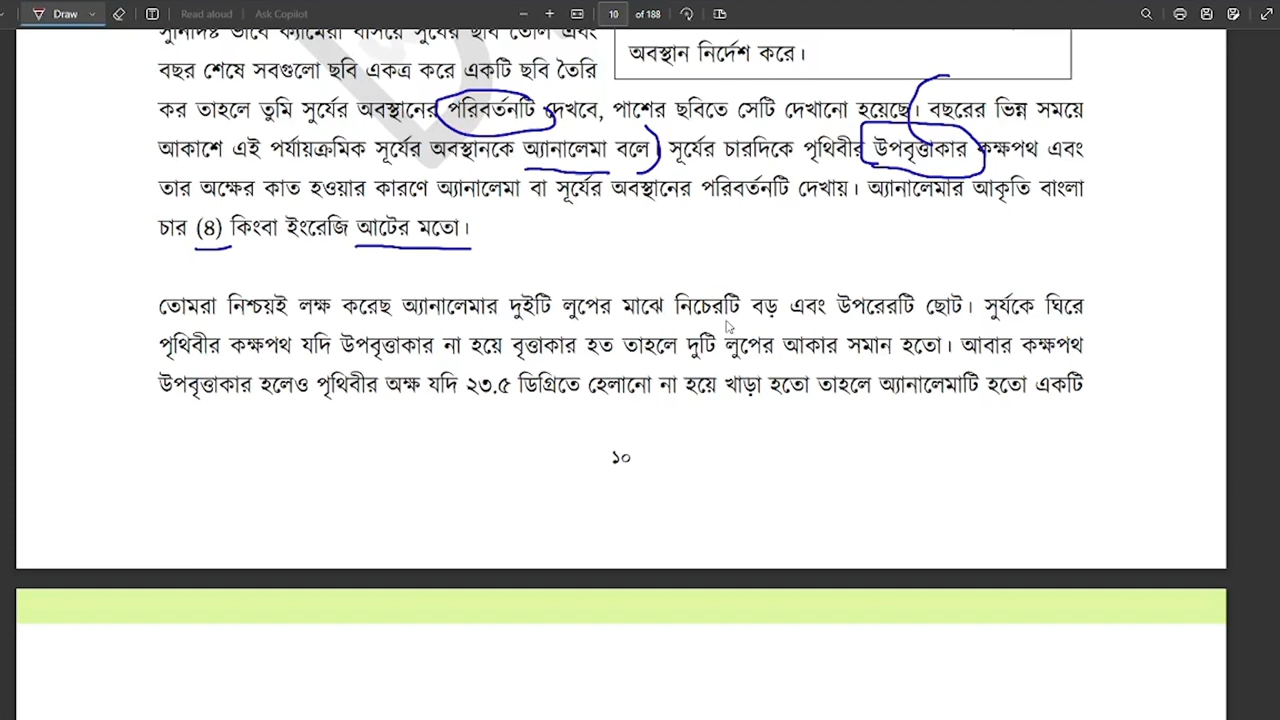 Draw
Read aloud
Ask Copilot
10 of 188
সুনির্দিষ্ট ভাবে ক্যামেরা বসিয়ে সূর্যের ছবি তোল এবং
অবস্থান নির্দেশ করে।
বছর শেষে সবগুলো ছবি একত্র করে একটি ছবি তৈরি
কর তাহলে তুমি সূর্যের অবস্থানের পরিবর্তনটি দেখবে, পাশের ছবিতে সেটি দেখানো হয়েছে। বছরের ভিন্ন সময়ে
আকাশে এই পর্যায়ক্রমিক সূর্যের অবস্থানকে অ্যানালেমা বলে। সূর্যের চারদিকে পৃথিবীর উপবৃত্তাকার কক্ষপথ এবং
তার অক্ষের কাত হওয়ার কারণে অ্যানালেমা বা সূর্যের অবস্থানের পরিবর্তনটি দেখায়। অ্যানালেমার আকৃতি বাংলা
চার (৪) কিংবা ইংরেজি আটের মতো।
তোমরা নিশ্চয়ই লক্ষ করেছ অ্যানালেমার দুইটি লুপের মাঝে নিচেরটি বড় এবং উপরেরটি ছোট। সূর্যকে ঘিরে
পৃথিবীর কক্ষপথ যদি উপবৃত্তাকার না হয়ে বৃত্তাকার হত তাহলে দুটি লুপের আকার সমান হতো। আবার কক্ষপথ
উপবৃত্তাকার হলেও পৃথিবীর অক্ষ যদি ২৩.৫ ডিগ্রিতে হেলানো না হয়ে খাড়া হতো তাহলে অ্যানালেমাটি হতো একটি
১০